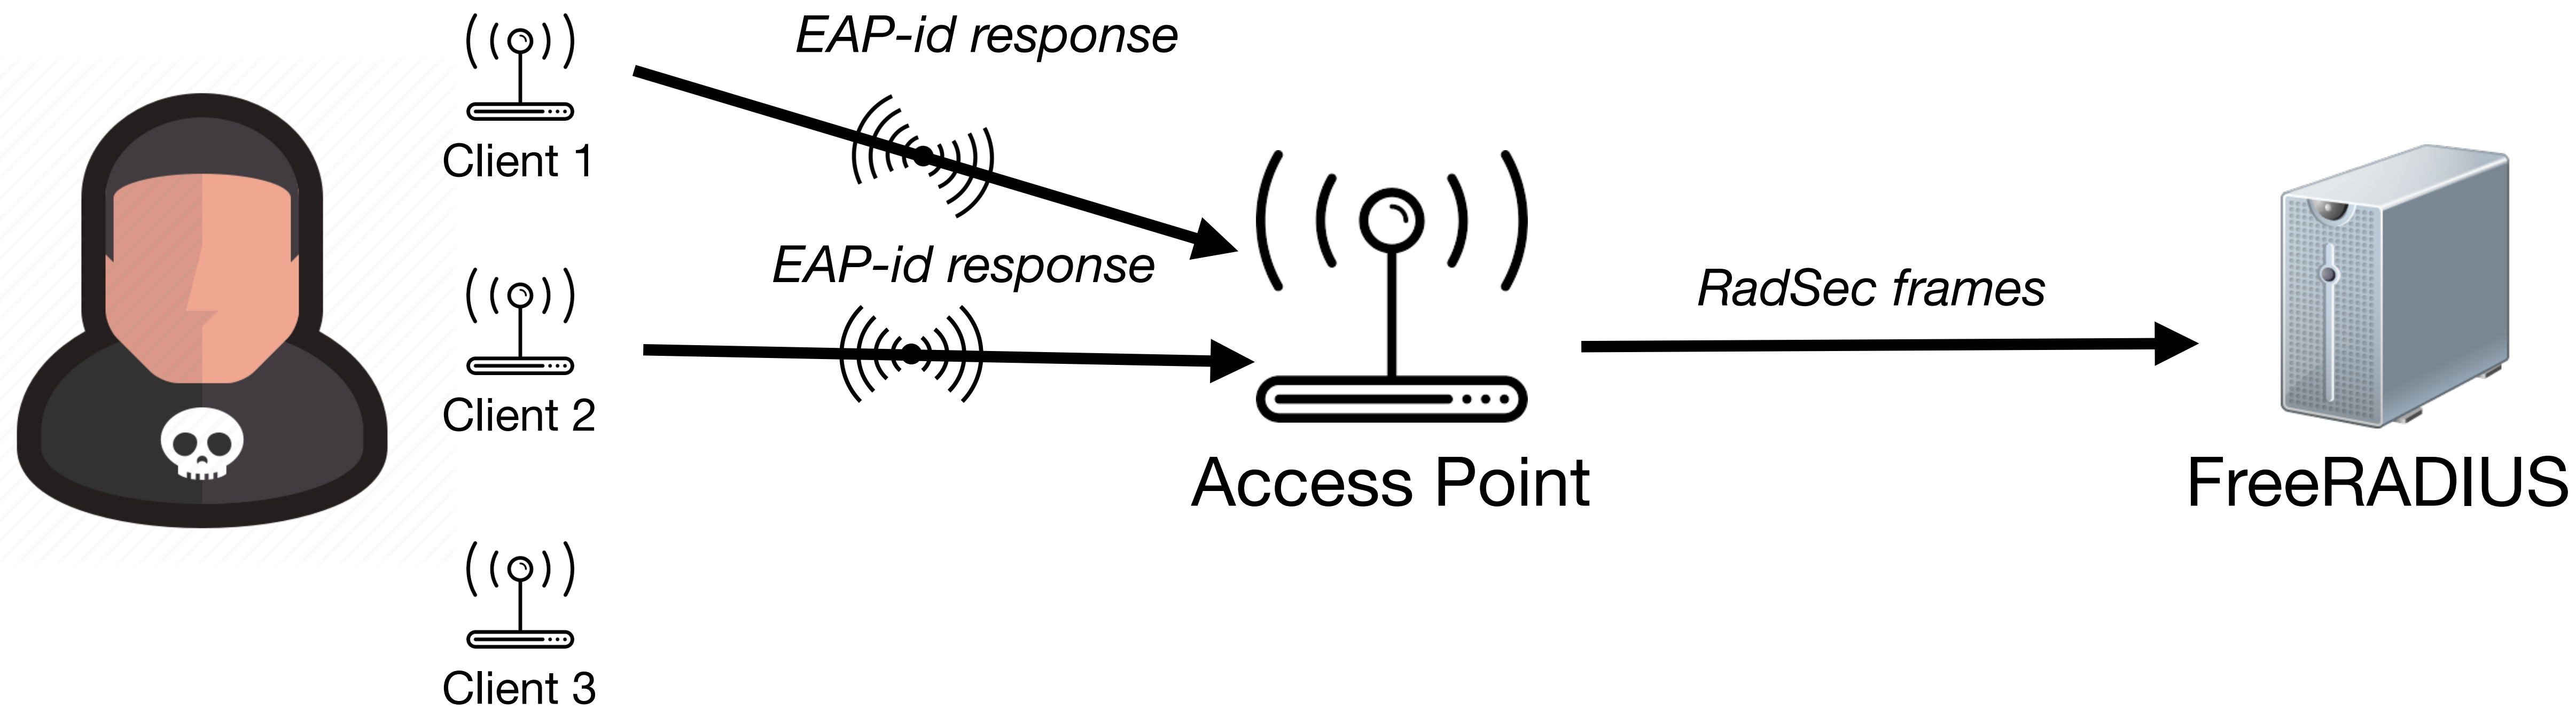 EAP-id response
Client 1
EAP-id response
RadSec frames
Client 2
Access Point
FreeRADIUS
Client 3